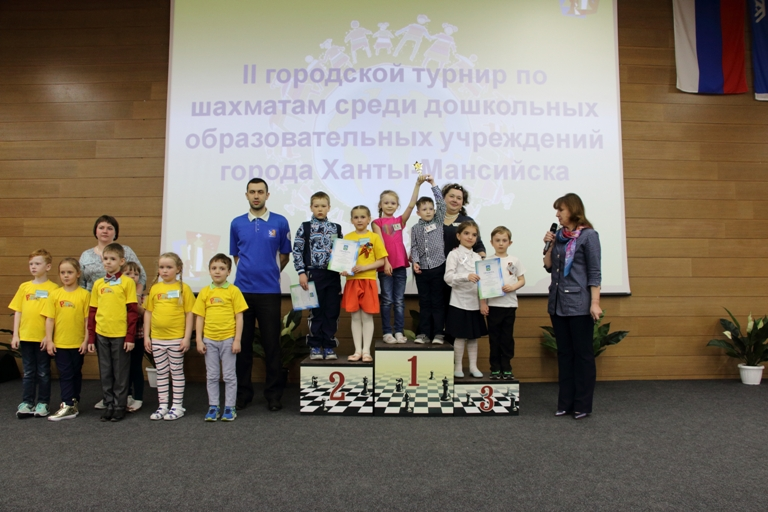 II городской турнир по
шахматам среди дошкольных
образовательных учреждений
города Ханты-Мансийска
2
1
3